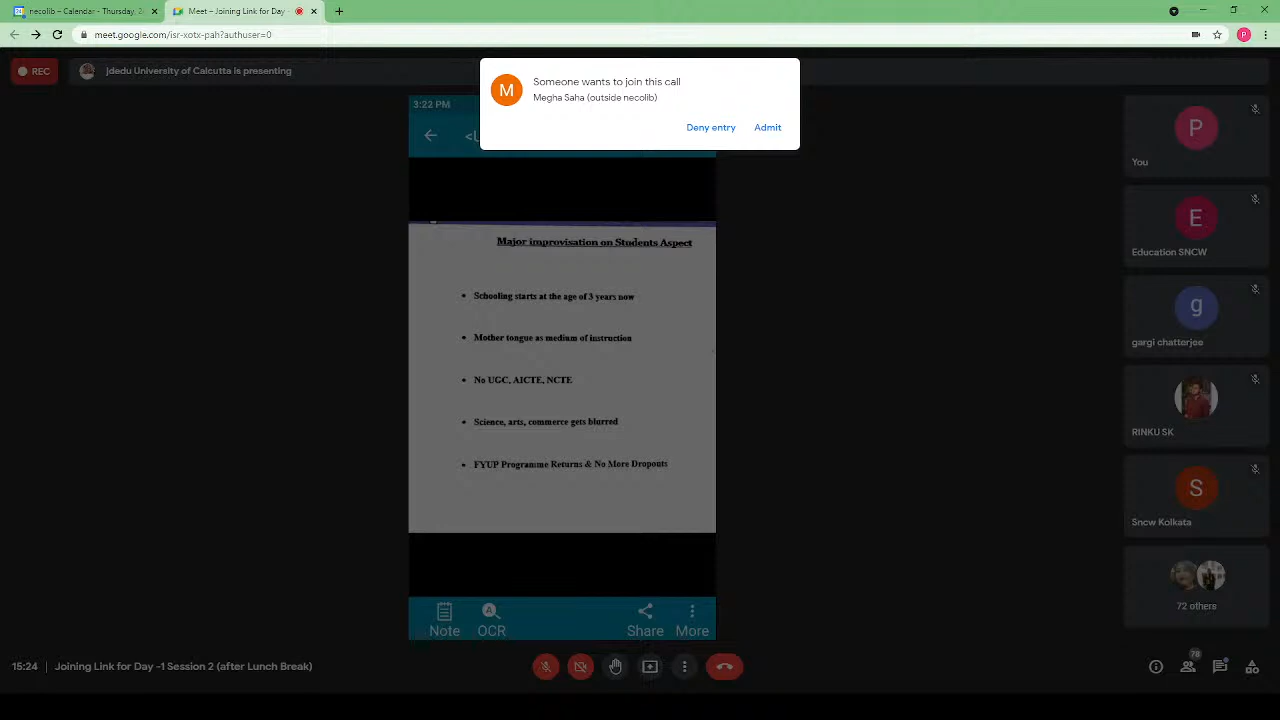 necolib – Calendar - Thursday, 2
Meet – Joining Link for Day -
meet.google.com/isr-xotx-pah?authuser=0
P
REC
Jdedu University of Calcutta is presenting
Someone wants to join this call
M
Megha Saha (outside necolib)
Deny entry
Admit
3:22 PM
Major improvisation on Students Aspect
• Schooling starts at the age of 3 years now
• Mother tongue as medium of instruction
• No UGC, AICTE, NCTE
• Science, arts, commerce gets blurred
• FYUP Programme Returns & No More Dropouts
Note
OCR
Share
More
P
You
E
Education SNCW
g
gargi chatterjee
RINKU SK
S
Sncw Kolkata
72 others
15:24 | Joining Link for Day -1 Session 2 (after Lunch Break)
78